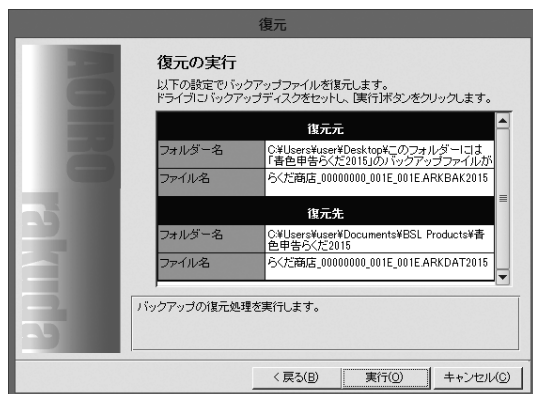 復元
AOIRO
rakuda
復元の実行
以下の設定でバックアップファイルを復元します。
ドライブにバックアップディスクをセットし、[実行]ボタンをクリックします。
復元元
フォルダー名
C:¥Users¥user¥Desktop¥このフォルダーには
「青色申告らくだ2015」のバックアップファイルが
ファイル名
らくだ商店_00000000_001E_001E.ARKBAK2015
復元先
フォルダー名
C:¥Users¥user¥Documents¥BSL Products¥青
色申告らくだ2015
ファイル名
らくだ商店_00000000_001E_001E.ARKDAT2015
バックアップの復元処理を実行します。
< 戻る(B)
実行(O)
キャンセル(C)